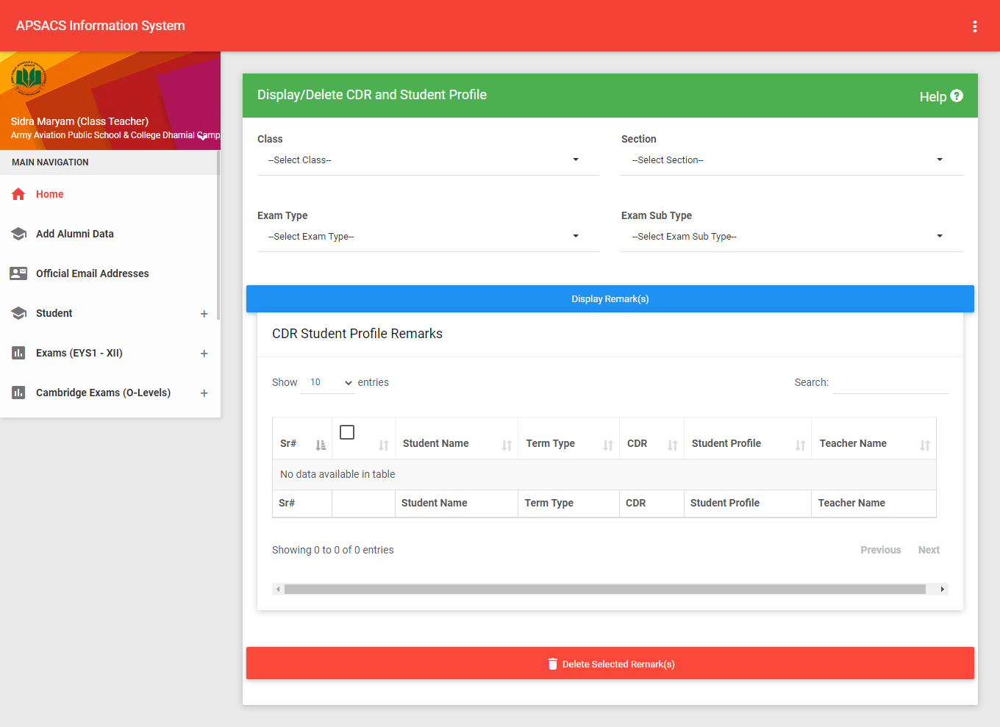 APSACS Information System
Sidra Maryam (Class Teacher)
Army Aviation Public School & College Dhamial Camp
MAIN NAVIGATION
Home
Add Alumni Data
Official Email Addresses
Student +
Exams (EYS1 - XII) +
Cambridge Exams (O-Levels) +
Display/Delete CDR and Student Profile
Help ?
Class
--Select Class--
Section
--Select Section--
Exam Type
--Select Exam Type--
Exam Sub Type
--Select Exam Sub Type--
Display Remark(s)
CDR Student Profile Remarks
Show 10 entries
Search:
Sr# Student Name Term Type CDR Student Profile Teacher Name
No data available in table
Sr# Student Name Term Type CDR Student Profile Teacher Name
Showing 0 to 0 of 0 entries
Previous Next
Delete Selected Remark(s)